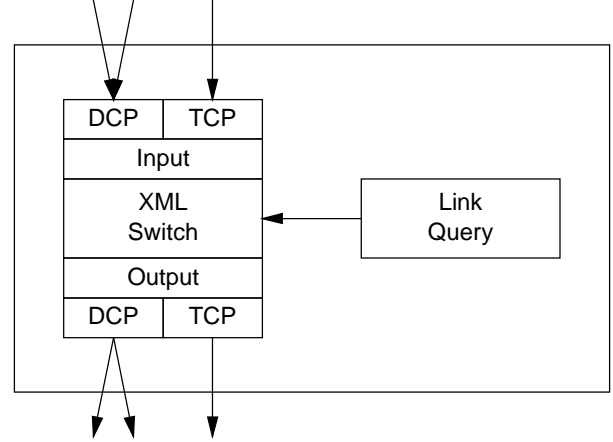 DCP TCP
Input
XML
Switch
Link
Query
Output
DCP TCP